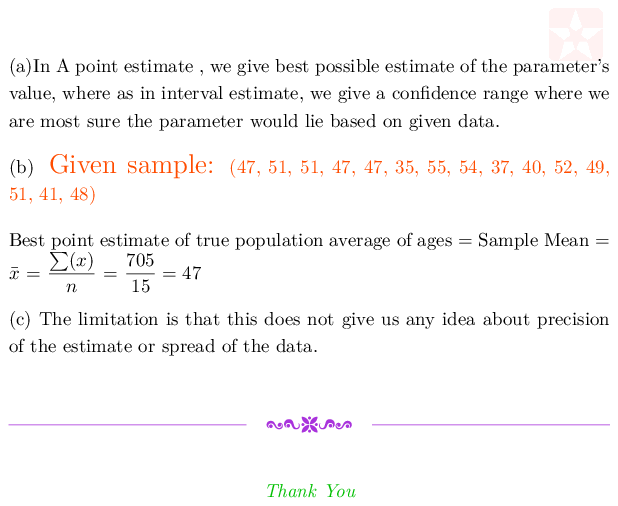 (a)In A point estimate , we give best possible estimate of the parameter's
value, where as in interval estimate, we give a confidence range where we
are most sure the parameter would lie based on given data.
(b) Given sample: (47, 51, 51, 47, 47, 35, 55, 54, 37, 40, 52, 49,
51, 41, 48)
Best point estimate of true population average of ages = Sample Mean =
x̄ = ∑(x)/n = 705/15 = 47
(c) The limitation is that this does not give us any idea about precision
of the estimate or spread of the data.
Thank You